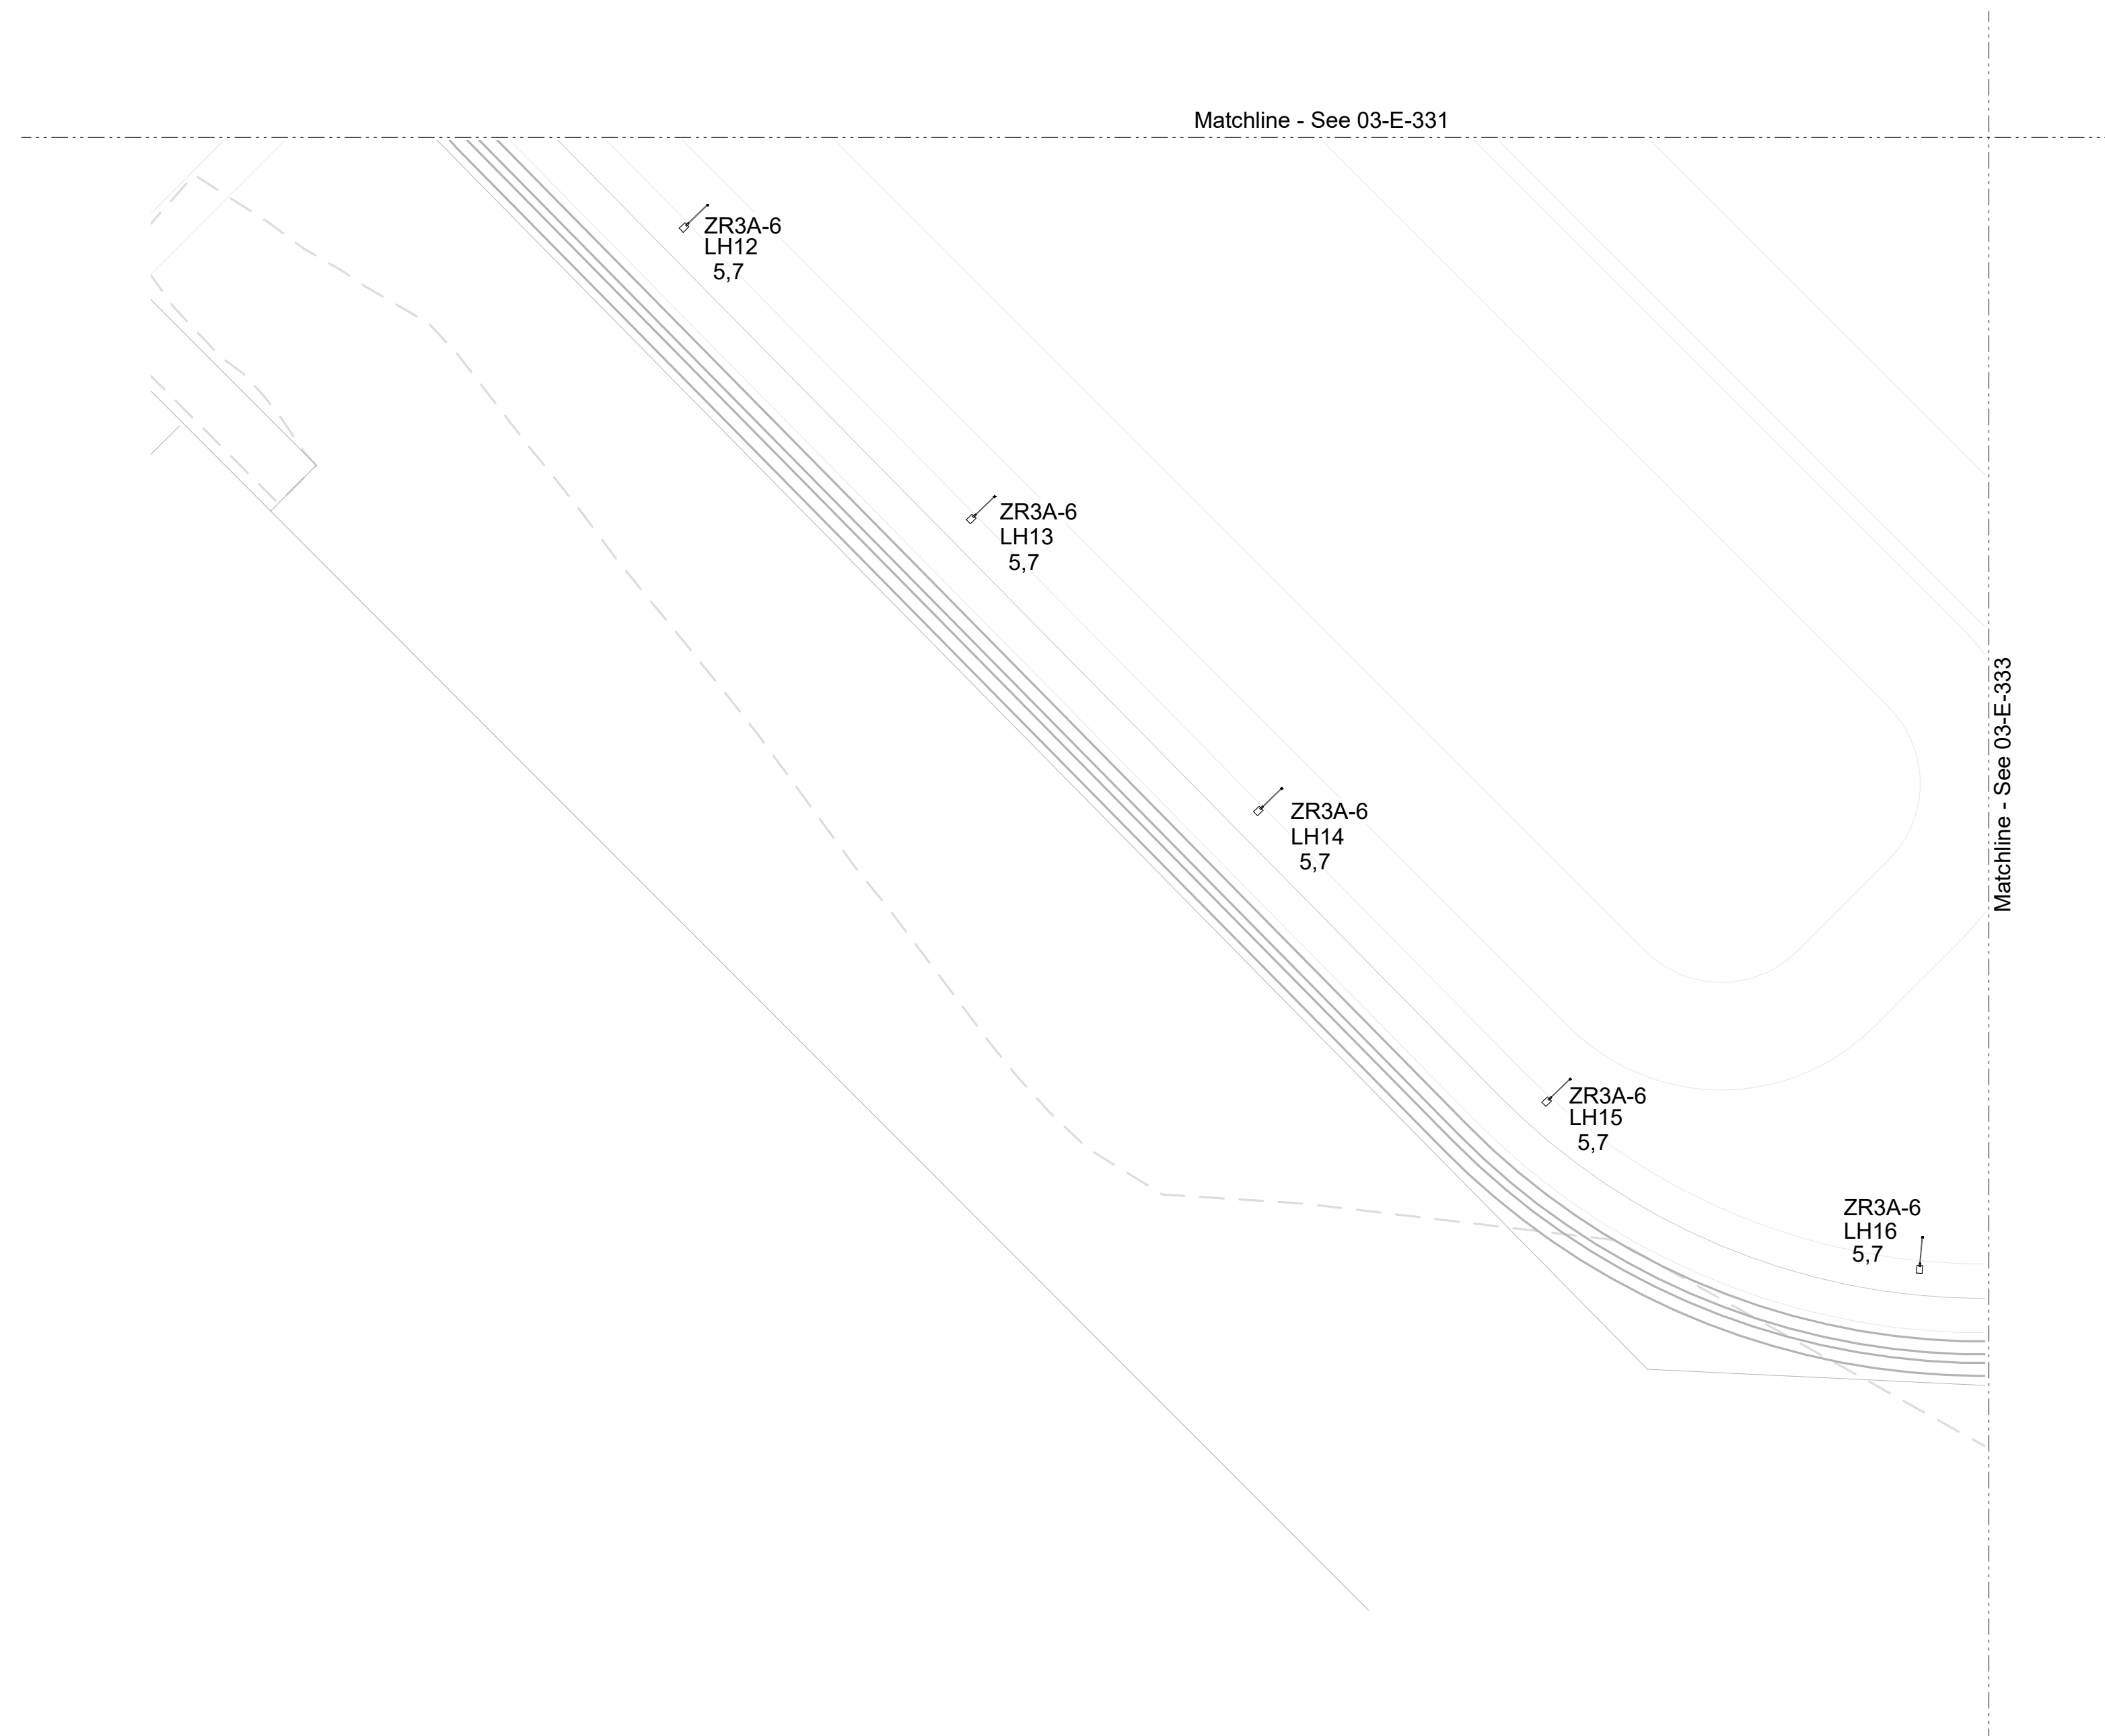 Matchline - See 03-E-331
ZR3A-6
LH12
5,7
ZR3A-6
LH13
5,7
Matchline - See 03-E-333
ZR3A-6
LH14
5,7
ZR3A-6
LH15
5,7
ZR3A-6
LH16
5,7